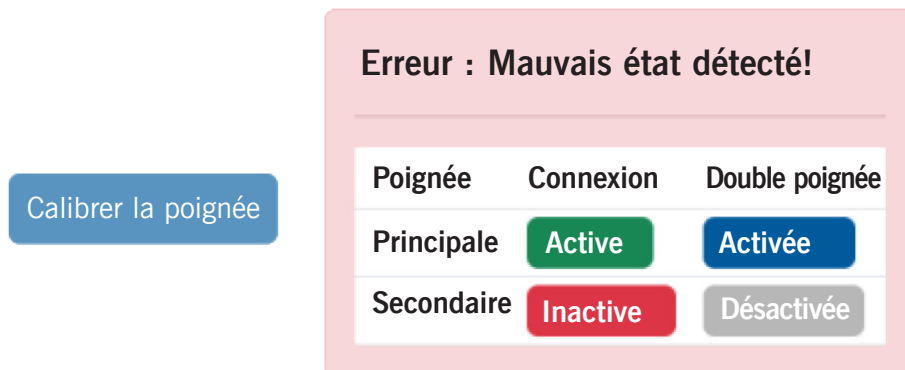 Erreur : Mauvais état détecté!
Calibrer la poignée
Poignée Connexion Double poignée
Principale Active Activée
Secondaire Inactive Désactivée